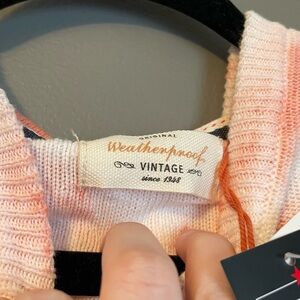 ORIGINAL
Weatherproof
VINTAGE
since 1948